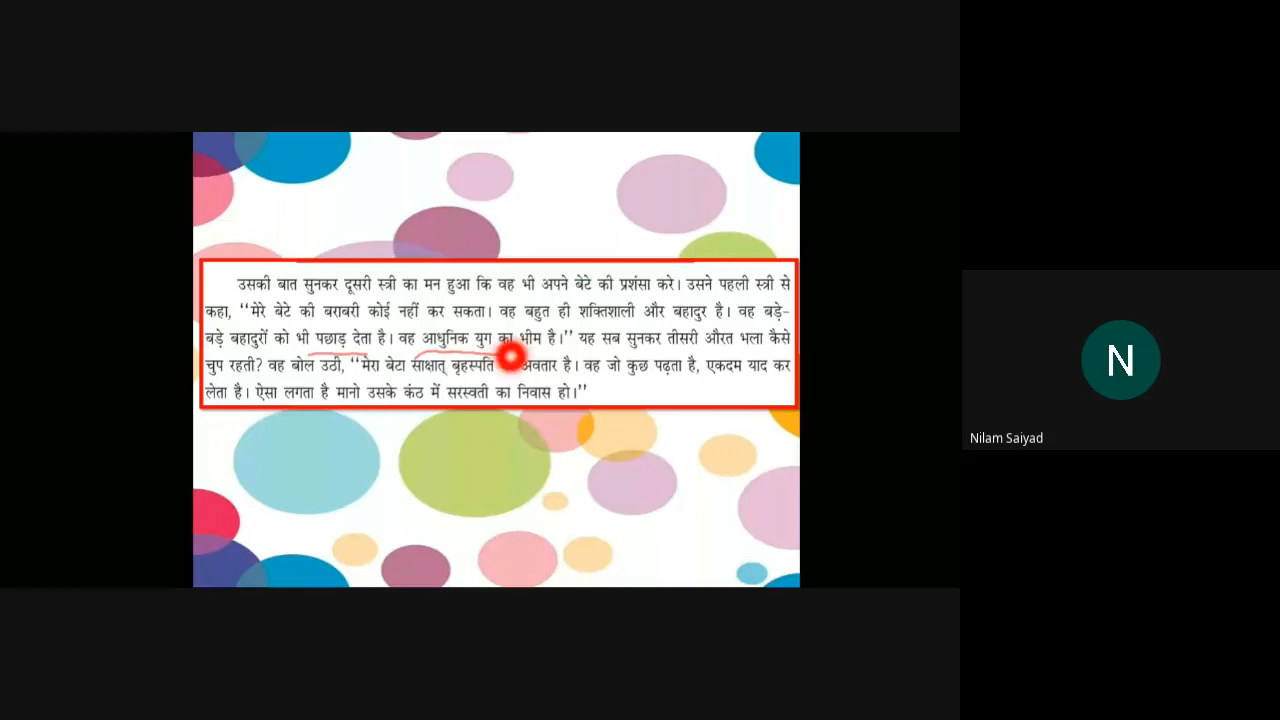 उसकी बात सुनकर दूसरी स्त्री का मन हुआ कि वह भी अपने बेटे की प्रशंसा करे। उसने पहली स्त्री से
कहा, ‘‘मेरे बेटे की बराबरी कोई नहीं कर सकता। वह बहुत ही शक्तिशाली और बहादुर है। वह बड़े-
बड़े बहादुरों को भी पछाड़ देता है। वह आधुनिक युग का भीम है।’’ यह सब सुनकर तीसरी औरत भला कैसे
चुप रहती? वह बोल उठी, ‘‘मेरा बेटा साक्षात् बृहस्पति अवतार है। वह जो कुछ पढ़ता है, एकदम याद कर
लेता है। ऐसा लगता है मानो उसके कंठ में सरस्वती का निवास हो।’’
N
Nilam Saiyad